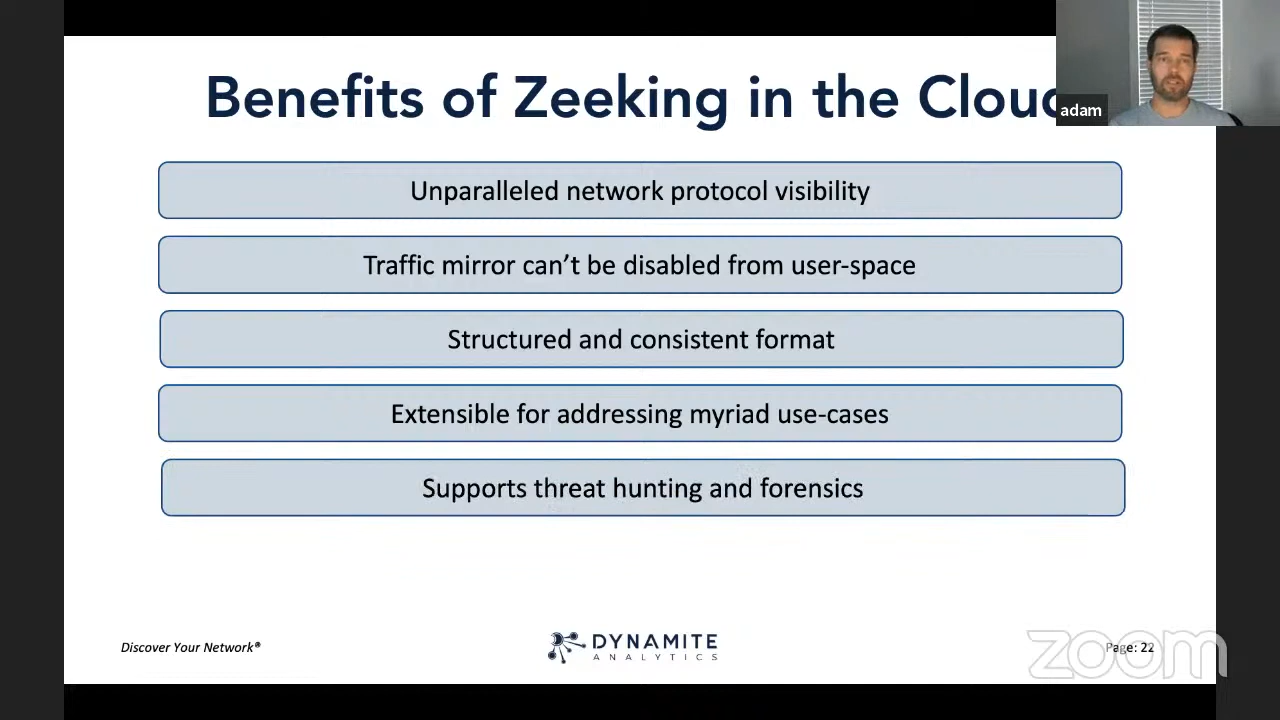 Benefits of Zeeking in the Clou
adam
Unparalleled network protocol visibility
Traffic mirror can't be disabled from user-space
Structured and consistent format
Extensible for addressing myriad use-cases
Supports threat hunting and forensics
Discover Your Network®
DYNAMITE
ANALYTICS
Page: 22
zoom